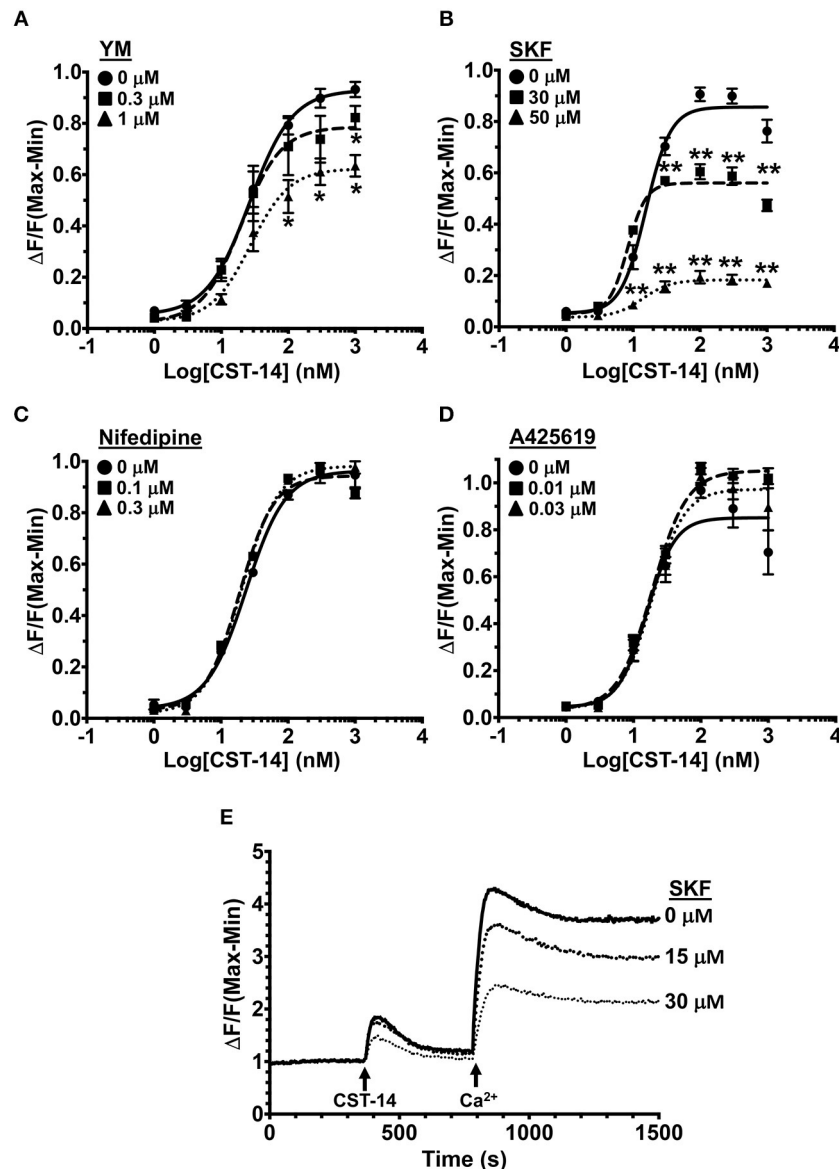 A
YM
0 μM
0.3 μM
1 μM
ΔF/F(Max-Min)
1.0
0.8
0.6
0.4
0.2
0.0
*
*
*
*
-1 0 1 2 3 4
Log[CST-14] (nM)
B
SKF
0 μM
30 μM
50 μM
ΔF/F(Max-Min)
1.0
0.8
0.6
0.4
0.2
0.0
** ** ** **
** ** ** ** **
-1 0 1 2 3 4
Log[CST-14] (nM)
C
Nifedipine
0 μM
0.1 μM
0.3 μM
ΔF/F(Max-Min)
1.0
0.8
0.6
0.4
0.2
0.0
-1 0 1 2 3 4
Log[CST-14] (nM)
D
A425619
0 μM
0.01 μM
0.03 μM
ΔF/F(Max-Min)
1.0
0.8
0.6
0.4
0.2
0.0
-1 0 1 2 3 4
Log[CST-14] (nM)
E
ΔF/F(Max-Min)
5
4
3
2
1
0
SKF
0 μM
15 μM
30 μM
CST-14
Ca²⁺
0 500 1000 1500
Time (s)